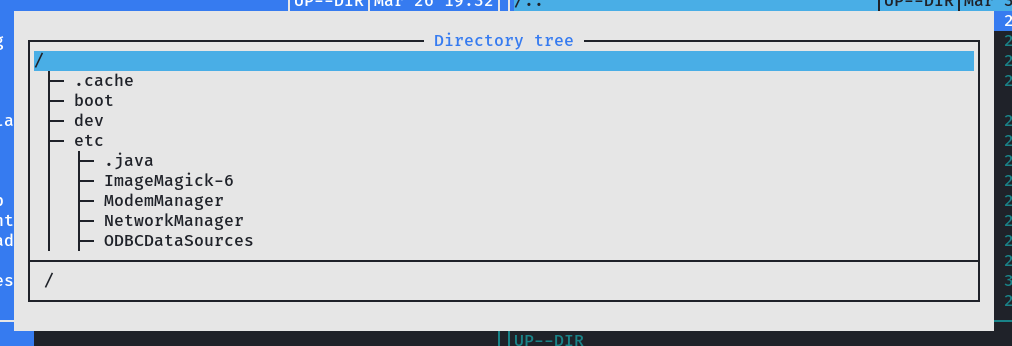 UP--DIR Mar 26 19:32 /.. UP--DIR Mar 3
Directory tree
/
.cache
boot
dev
etc
.java
ImageMagick-6
ModemManager
NetworkManager
ODBCDataSources
/
UP--DIR